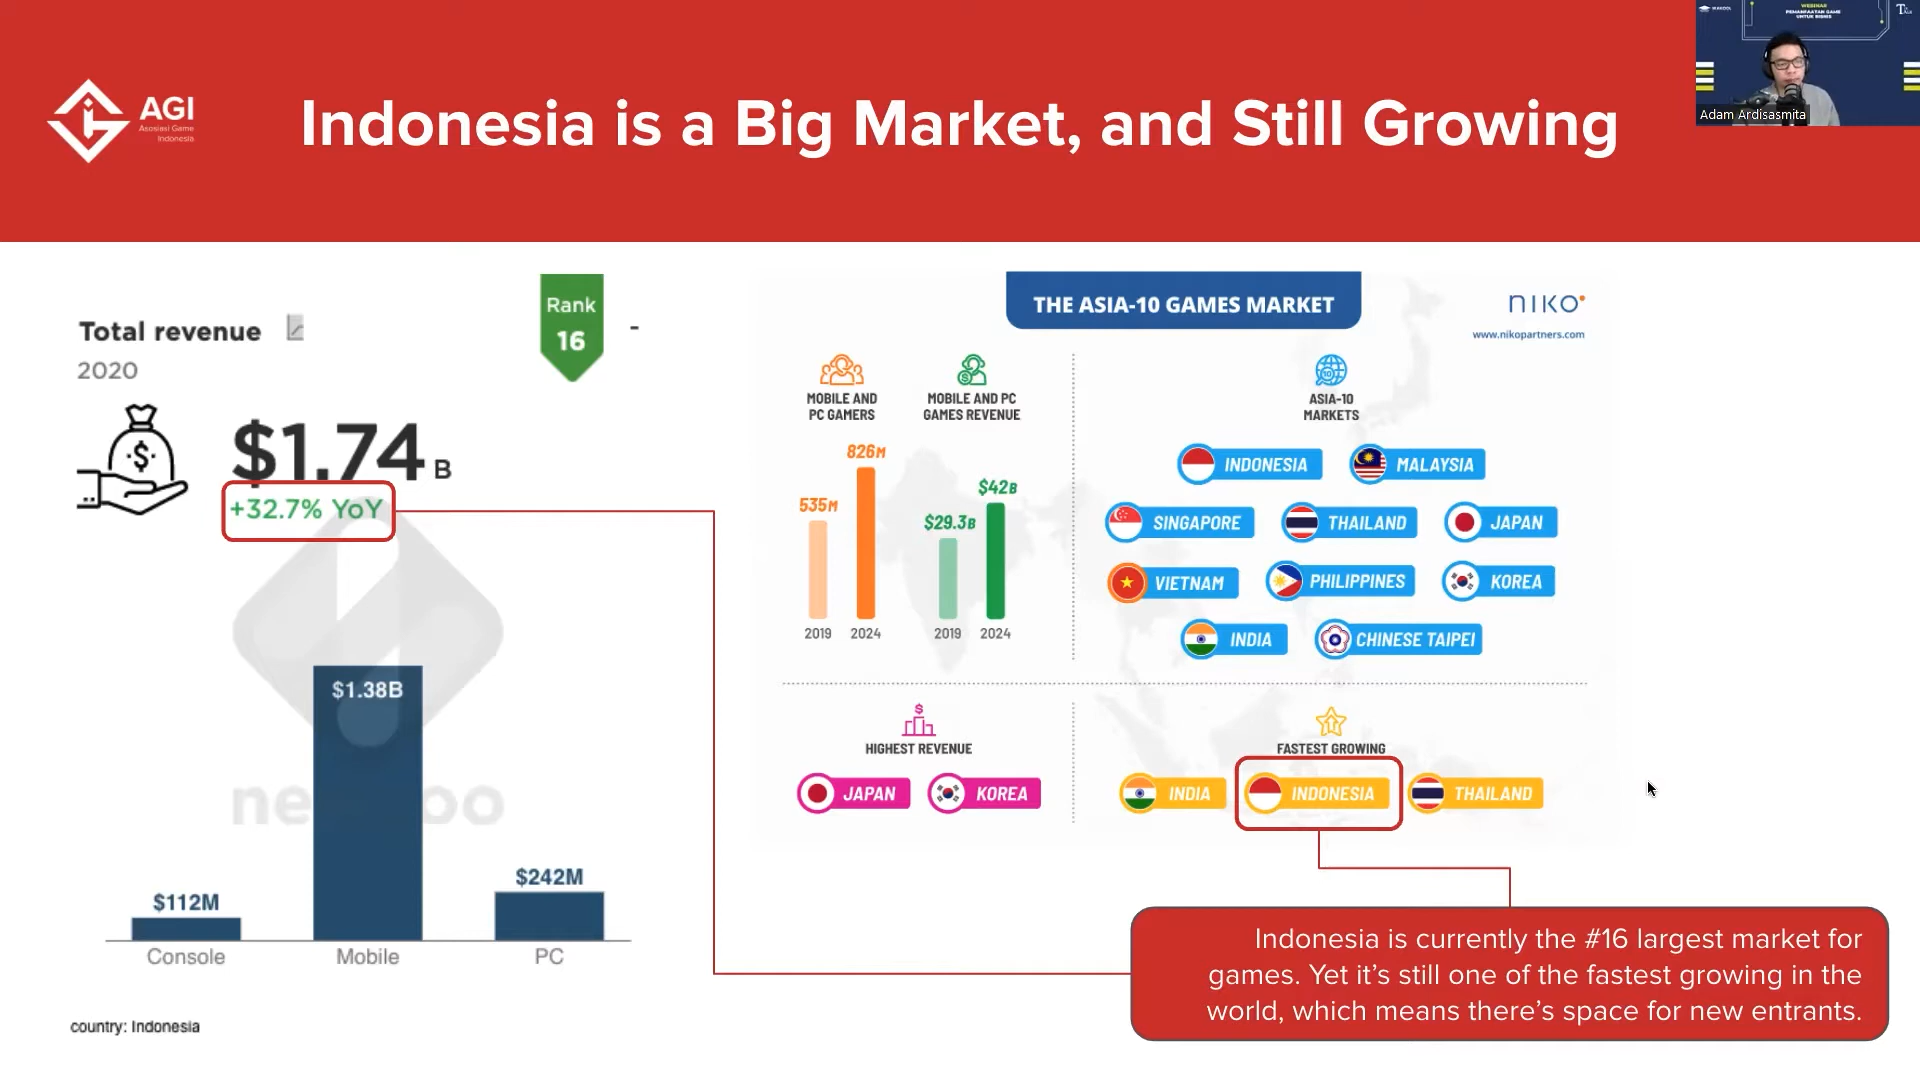 AGI
Asosiasi Game
Indonesia
Indonesia is a Big Market, and Still Growing
WEBINAR
PEMANFAATAN GAME
UNTUK BISNIS
Adam Ardisasmita
Total revenue
2020
Rank
16
-
$1.74 B
+32.7% YoY
$1.38B
$112M
$242M
Console
Mobile
PC
country: Indonesia
THE ASIA-10 GAMES MARKET
niko
www.nikopartners.com
MOBILE AND
PC GAMERS
535M
826M
2019
2024
MOBILE AND PC
GAMES REVENUE
$29.3B
$42B
2019
2024
ASIA-10
MARKETS
INDONESIA
MALAYSIA
SINGAPORE
THAILAND
JAPAN
VIETNAM
PHILIPPINES
KOREA
INDIA
CHINESE TAIPEI
HIGHEST REVENUE
JAPAN
KOREA
FASTEST GROWING
INDIA
INDONESIA
THAILAND
Indonesia is currently the #16 largest market for
games. Yet it’s still one of the fastest growing in the
world, which means there’s space for new entrants.